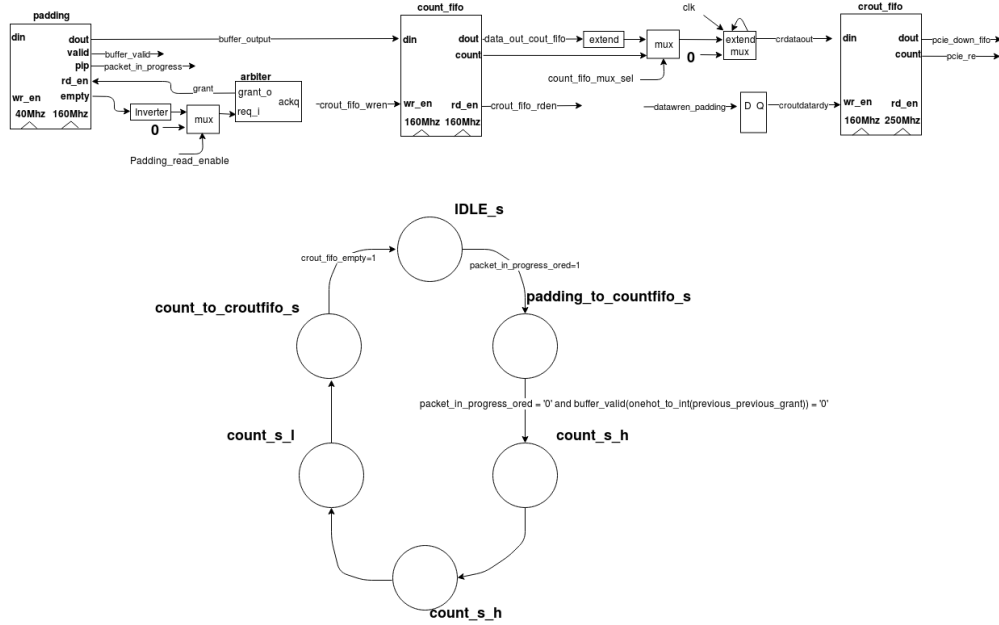 padding
din
dout
valid
pip
rd_en
wr_en
empty
40Mhz 160Mhz
buffer_output
buffer_valid
packet_in_progress
grant
arbiter
grant_o
ackq
req_i
Inverter
0
mux
Padding_read_enable
count_fifo
din
dout
count
wr_en
rd_en
160Mhz 160Mhz
crout_fifo_wren
data_out_cout_fifo
crout_fifo_rden
extend
mux
count_fifo_mux_sel
clk
0
extend
mux
crdataout
datawren_padding
D Q
croutdatardy
crout_fifo
din
dout
count
wr_en
rd_en
160Mhz 250Mhz
pcie_down_fifo
pcie_re
IDLE_s
crout_fifo_empty=1
packet_in_progress_ored=1
count_to_croutfifo_s
padding_to_countfifo_s
packet_in_progress_ored = '0' and buffer_valid(onehot_to_int(previous_previous_grant)) = '0'
count_s_l
count_s_h
count_s_h